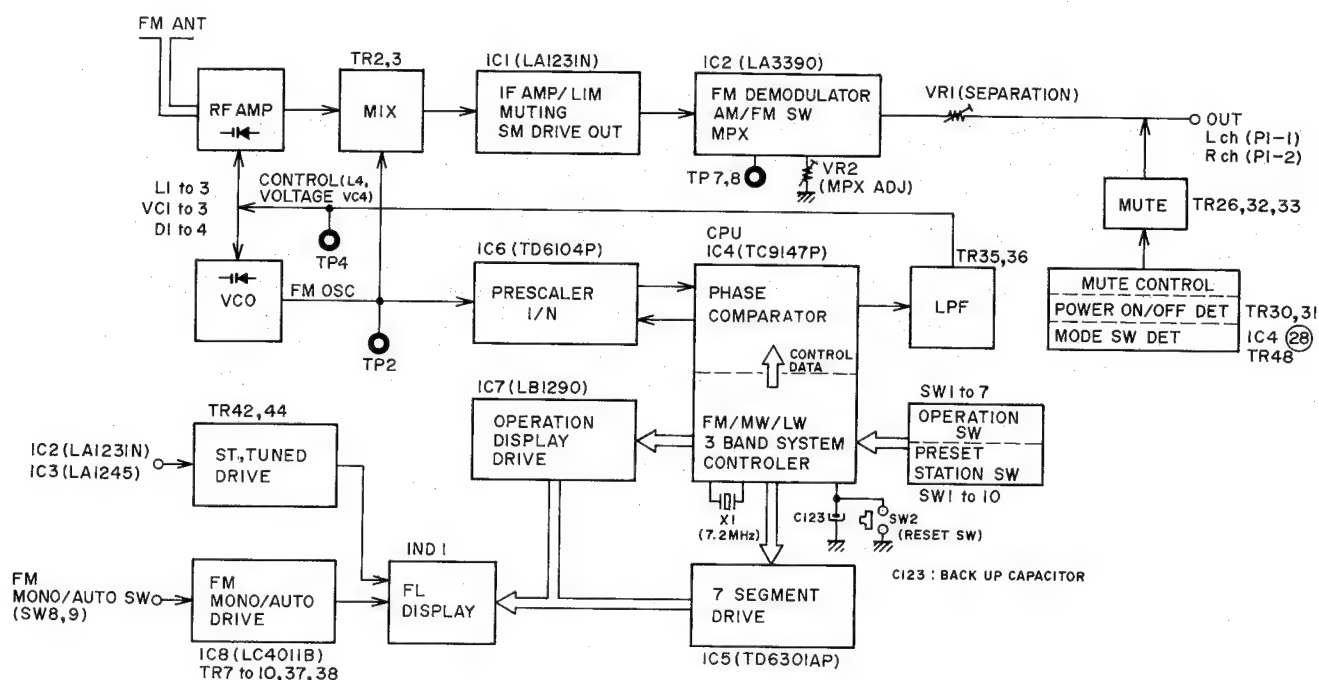 FM ANT
RF AMP
TR2,3
MIX
IC1 (LA1231N)
IF AMP/LIM
MUTING
SM DRIVE OUT
IC2 (LA3390)
FM DEMODULATOR
AM/FM SW
MPX
VR1 (SEPARATION)
OUT
Lch (P1-1)
Rch (P1-2)
TP 7,8
VR2
(MPX ADJ)
MUTE
TR26,32,33
L1 to 3
VC1 to 3
D1 to 4
CONTROL (L4,
VOLTAGE VC4)
TP4
VCO
FM OSC
TP2
IC6 (TD6104P)
PRESCALER
1/N
CPU
IC4 (TC9147P)
PHASE
COMPARATOR
CONTROL
DATA
FM/MW/LW
3 BAND SYSTEM
CONTROLER
TR35,36
LPF
MUTE CONTROL
POWER ON/OFF DET
MODE SW DET
TR30,31
IC4 28
TR48
IC7 (LB1290)
OPERATION
DISPLAY
DRIVE
SW1 to 7
OPERATION
SW
PRESET
STATION SW
SW1 to 10
X1
(7.2MHz)
C123
SW2
(RESET SW)
C123 : BACK UP CAPACITOR
TR42,44
IC2 (LA1231N)
IC3 (LA1245)
ST., TUNED
DRIVE
FM
MONO/AUTO SW
(SW8,9)
FM
MONO/AUTO
DRIVE
IC8 (LC4011B)
TR7 to 10,37,38
IND 1
FL
DISPLAY
7 SEGMENT
DRIVE
IC5 (TD6301AP)